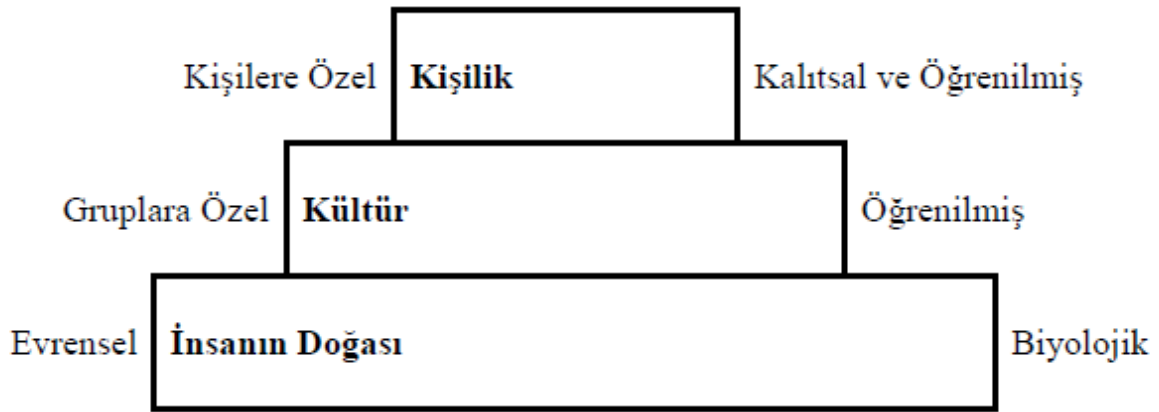 Kişilere Özel Kişilik Kalıtsal ve Öğrenilmiş
Gruplara Özel Kültür Öğrenilmiş
Evrensel İnsanın Doğası Biyolojik